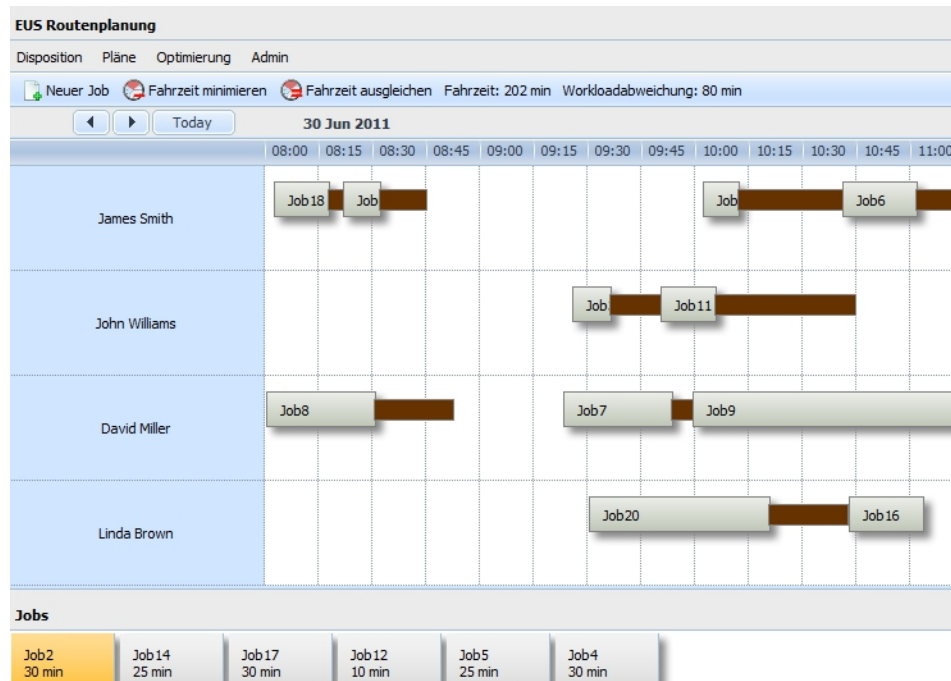 EUS Routenplanung
Disposition Pläne Optimierung Admin
Neuer Job Fahrzeit minimieren Fahrzeit ausgleichen Fahrzeit: 202 min Workloadabweichung: 80 min
Today 30 Jun 2011
08:00 08:15 08:30 08:45 09:00 09:15 09:30 09:45 10:00 10:15 10:30 10:45 11:00
James Smith Job18 Job Job Job6
John Williams Job Job11
David Miller Job8 Job7 Job9
Linda Brown Job20 Job16
Jobs
Job2 Job14 Job17 Job12 Job5 Job4
30 min 25 min 30 min 10 min 25 min 30 min